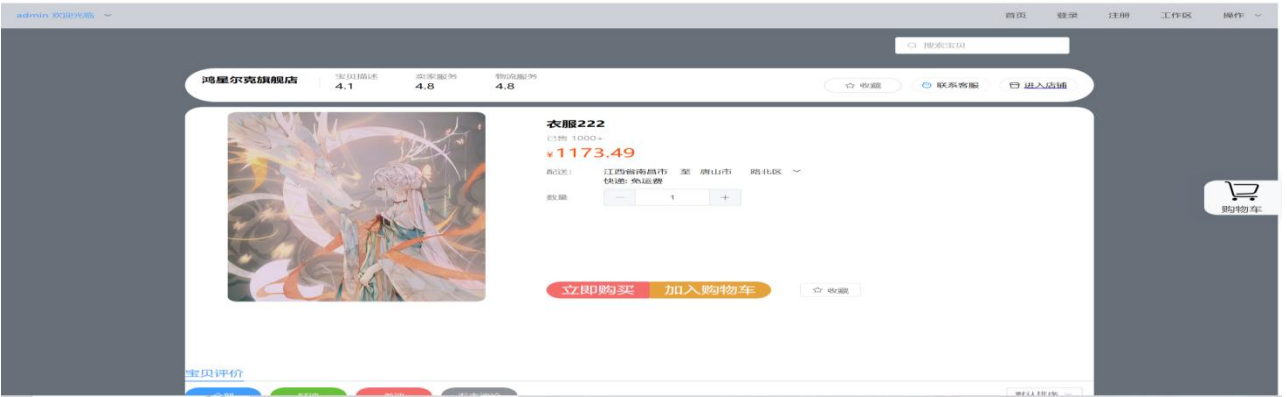 admin 欢迎光临
首页 登录 注册 工作区 操作
搜索宝贝
鸿星尔克旗舰店
宝贝描述 卖家服务 物流服务
4.1 4.8 4.8
收藏 联系客服 进入店铺
衣服222
已售 1000+
¥1173.49
配送: 江西省南昌市 至 唐山市 路北区
快递: 免运费
数量 1
立即购买 加入购物车 收藏
购物车
宝贝评价
默认排序